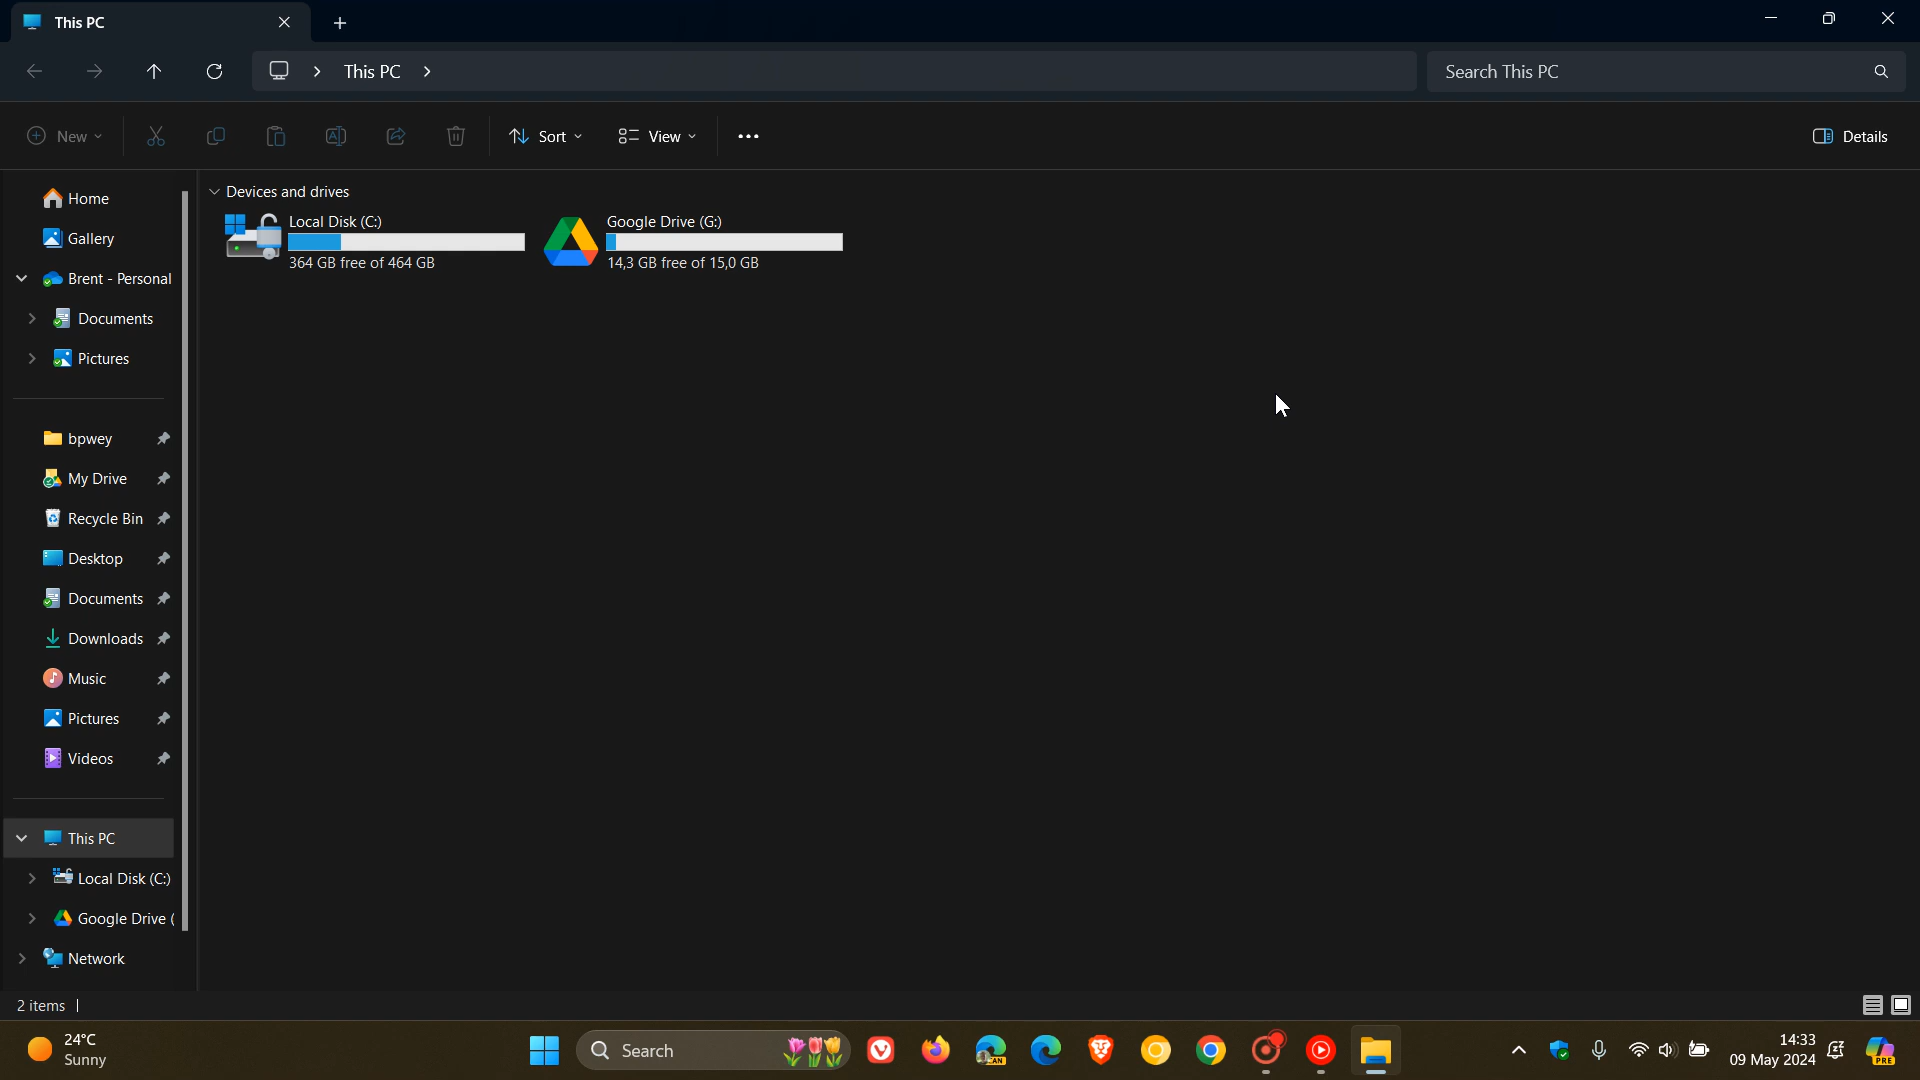 This PC
This PC
Search This PC
New
Sort
View
Details
Home
Gallery
Brent - Personal
Documents
Pictures
bpwey
My Drive
Recycle Bin
Desktop
Documents
Downloads
Music
Pictures
Videos
This PC
Local Disk (C:)
Google Drive (
Network
Devices and drives
Local Disk (C:)
364 GB free of 464 GB
Google Drive (G:)
14,3 GB free of 15,0 GB
2 items
24°C
Sunny
Search
CAN
14:33
09 May 2024
PRE